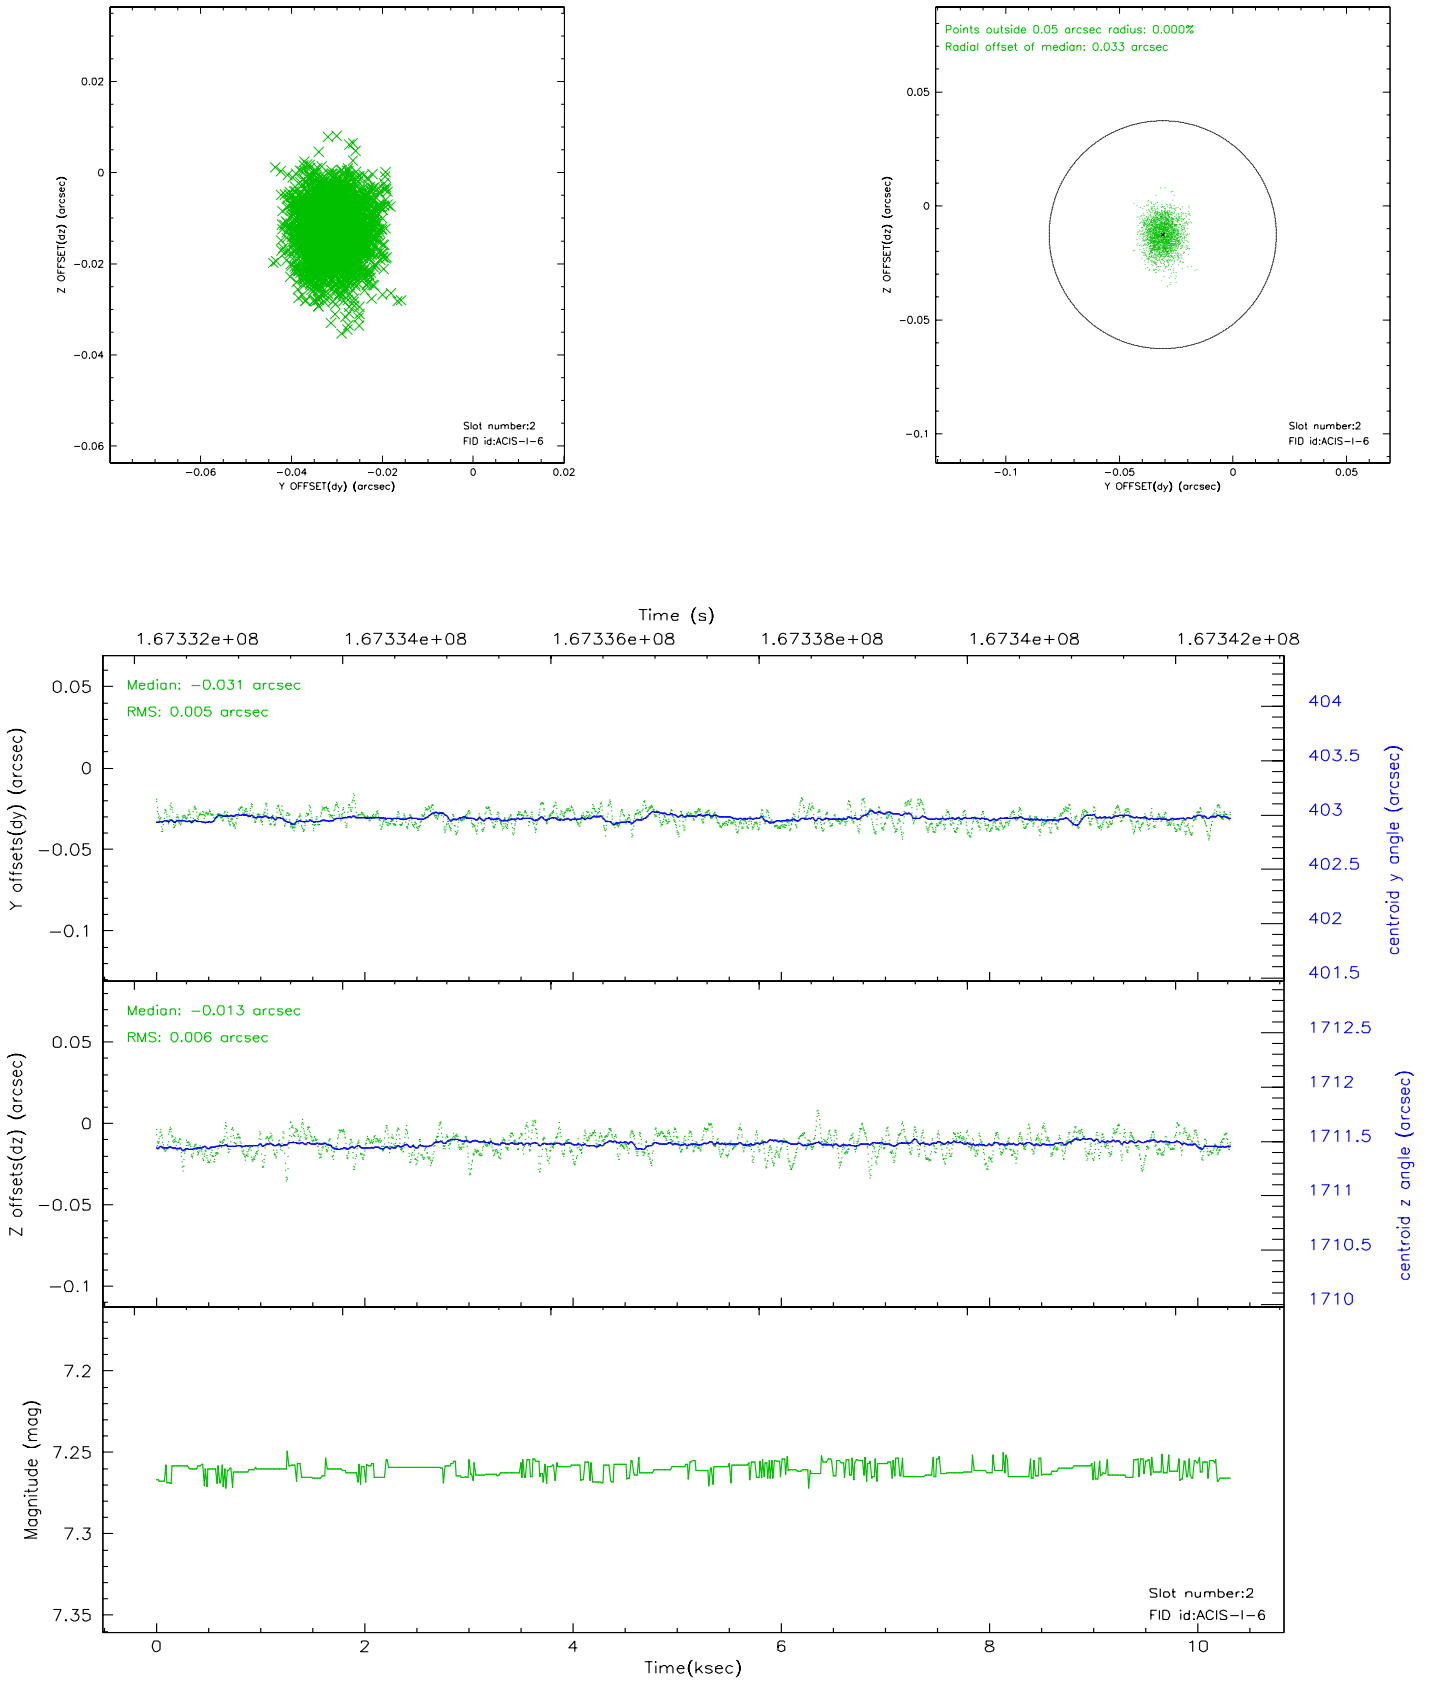 0.02
0
−0.02
−0.04
−0.06
Z OFFSET(dz) (arcsec)
Slot number:2
FID id:ACIS−I−6
−0.06 −0.04 −0.02 0 0.02
Y OFFSET(dy) (arcsec)
Points outside 0.05 arcsec radius: 0.000%
Radial offset of median: 0.033 arcsec
0.05
0
−0.05
−0.1
Z OFFSET(dz) (arcsec)
Slot number:2
FID id:ACIS−I−6
−0.1 −0.05 0 0.05
Y OFFSET(dy) (arcsec)
Time (s)
1.67332e+08 1.67334e+08 1.67336e+08 1.67338e+08 1.6734e+08 1.67342e+08
Median: −0.031 arcsec
RMS: 0.005 arcsec
0.05
0
−0.05
−0.1
Y offsets(dy) (arcsec)
404
403.5
403
402.5
402
401.5
centroid y angle (arcsec)
Median: −0.013 arcsec
RMS: 0.006 arcsec
0.05
0
−0.05
−0.1
Z offsets(dz) (arcsec)
1712.5
1712
1711.5
1711
1710.5
1710
centroid z angle (arcsec)
7.2
7.25
7.3
7.35
Magnitude (mag)
Slot number:2
FID id:ACIS−I−6
0 2 4 6 8 10
Time(ksec)